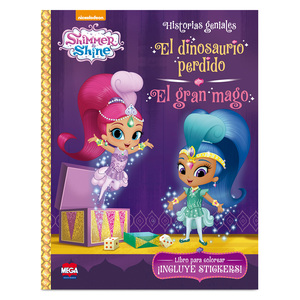 nickelodeon
Shimmer
and
Shine
Historias geniales
El dinosaurio
perdido
El gran mago
Libro para colorear
¡INCLUYE STICKERS!
MEGA